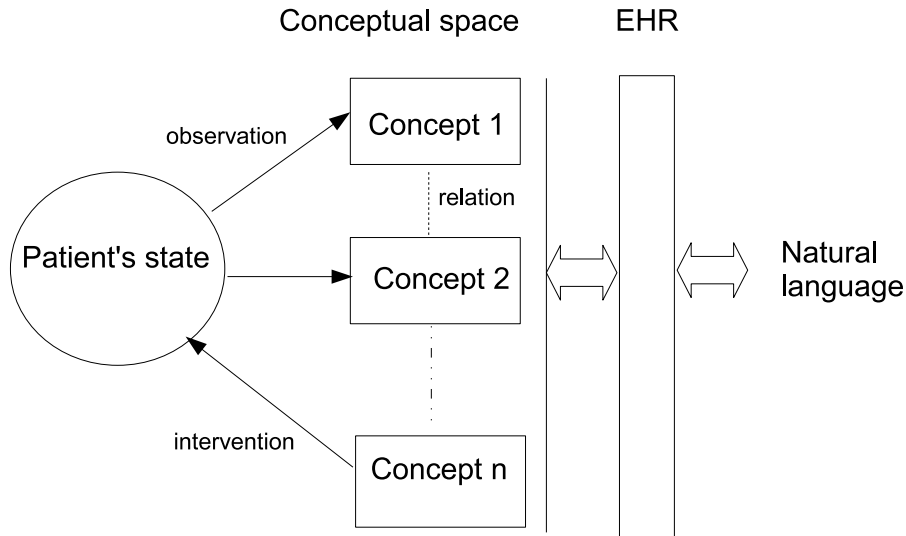 Conceptual space
EHR
observation
Concept 1
relation
Patient's state
Concept 2
Natural
language
intervention
Concept n